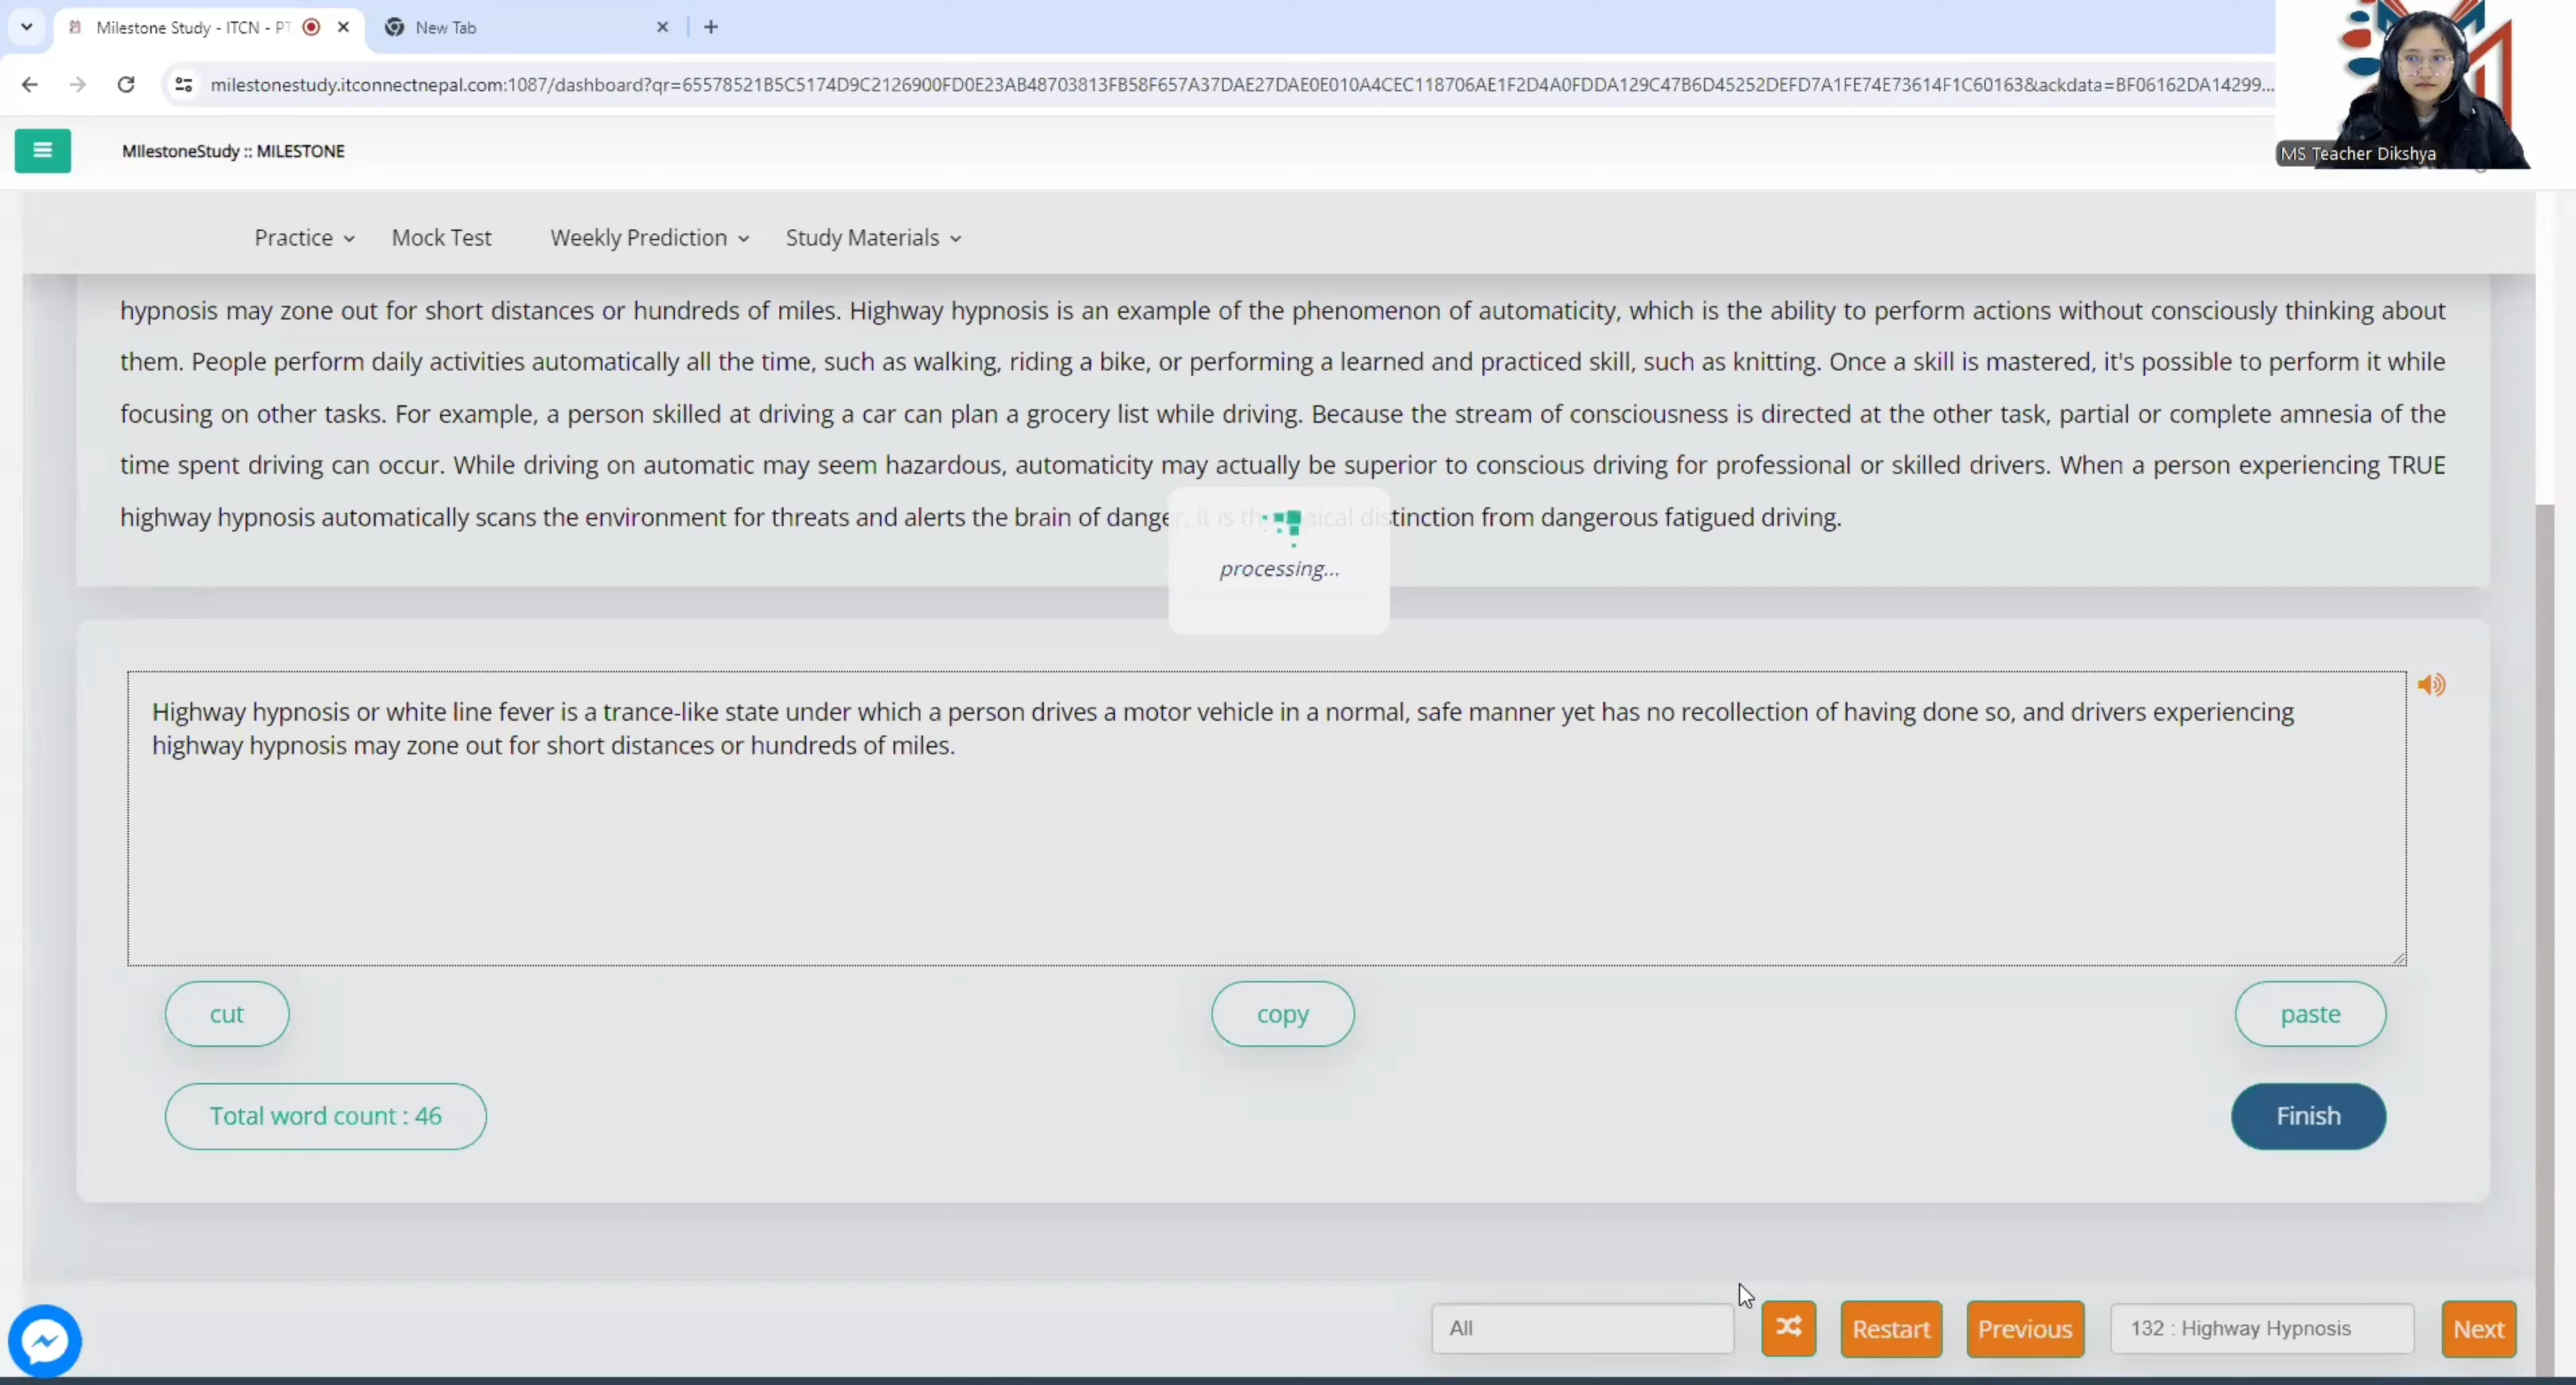 Milestone Study - ITCN - PT
New Tab
milestonestudy.itconnectnepal.com:1087/dashboard?qr=65578521B5C5174D9C2126900FD0E23AB48703813FB58F657A37DAE27DAE0E010A4CEC118706AE1F2D4A0FDDA129C47B6D45252DEFD7A1FE74E73614F1C60163&ackdata=BF06162DA14299...
MIlestoneStudy :: MILESTONE
MS Teacher Dikshya
Practice Mock Test Weekly Prediction Study Materials
hypnosis may zone out for short distances or hundreds of miles. Highway hypnosis is an example of the phenomenon of automaticity, which is the ability to perform actions without consciously thinking about
them. People perform daily activities automatically all the time, such as walking, riding a bike, or performing a learned and practiced skill, such as knitting. Once a skill is mastered, it's possible to perform it while
focusing on other tasks. For example, a person skilled at driving a car can plan a grocery list while driving. Because the stream of consciousness is directed at the other task, partial or complete amnesia of the
time spent driving can occur. While driving on automatic may seem hazardous, automaticity may actually be superior to conscious driving for professional or skilled drivers. When a person experiencing TRUE
highway hypnosis automatically scans the environment for threats and alerts the brain of danger, it is distinction from dangerous fatigued driving.
processing...
Highway hypnosis or white line fever is a trance-like state under which a person drives a motor vehicle in a normal, safe manner yet has no recollection of having done so, and drivers experiencing
highway hypnosis may zone out for short distances or hundreds of miles.
cut copy paste
Total word count : 46 Finish
All Restart Previous 132 : Highway Hypnosis Next